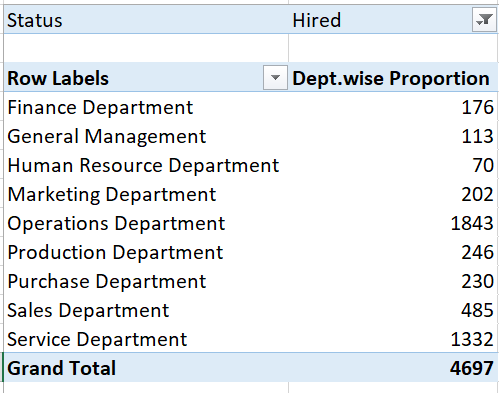 Status Hired
Row Labels Dept.wise Proportion
Finance Department 176
General Management 113
Human Resource Department 70
Marketing Department 202
Operations Department 1843
Production Department 246
Purchase Department 230
Sales Department 485
Service Department 1332
Grand Total 4697